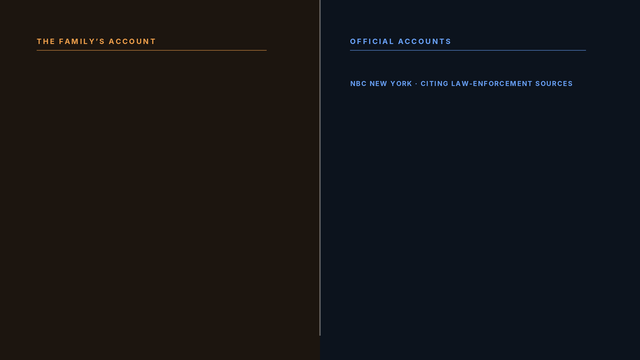 THE FAMILY'S ACCOUNT
OFFICIAL ACCOUNTS
NBC NEW YORK · CITING LAW-ENFORCEMENT SOURCES